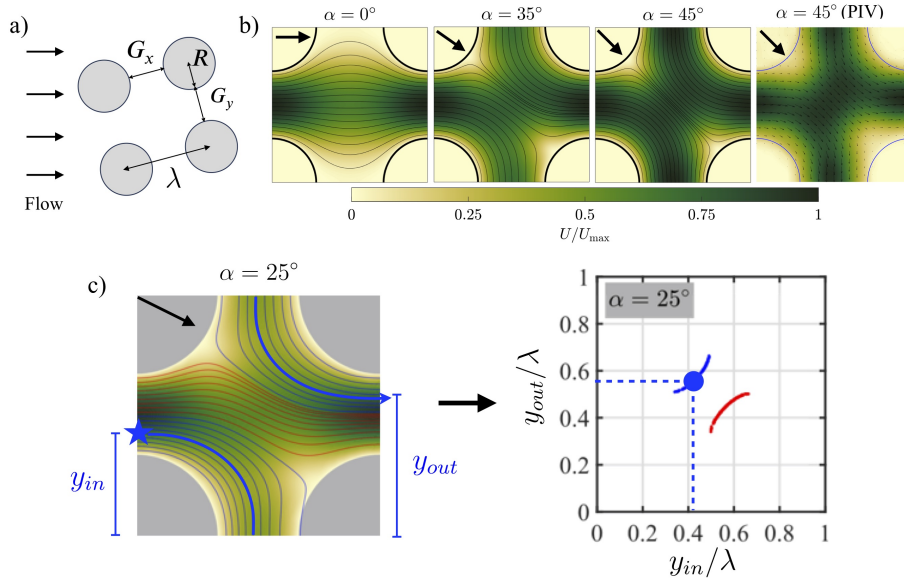 a)
G_x
R
G_y
λ
Flow
b)
α = 0°
α = 35°
α = 45°
α = 45° (PIV)
0
0.25
0.5
0.75
1
U/U_max
c)
α = 25°
y_in
y_out
α = 25°
y_out/λ
1
0.8
0.6
0.4
0.2
0
0
0.2
0.4
0.6
0.8
1
y_in/λ